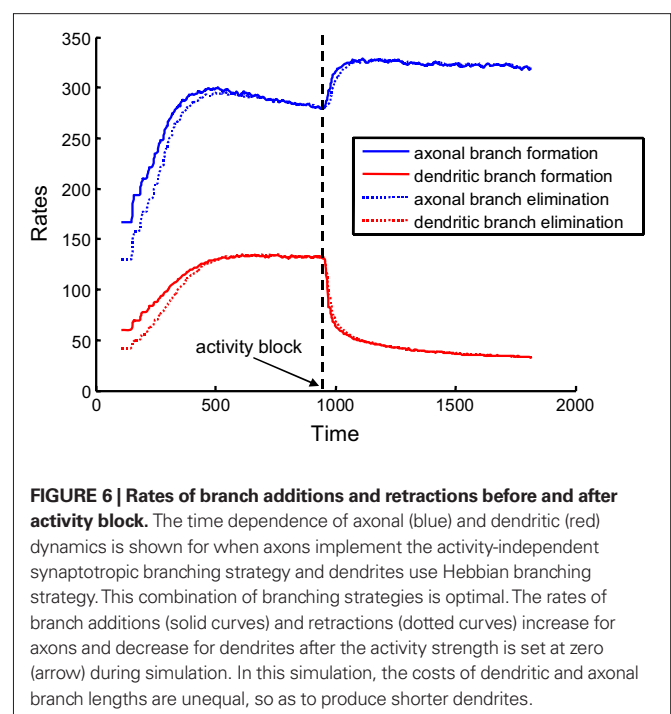 350
300
250
200
150
100
50
0
Rates
axonal branch formation
dendritic branch formation
axonal branch elimination
dendritic branch elimination
activity block
0 500 1000 1500 2000
Time
FIGURE 6 | Rates of branch additions and retractions before and after
activity block. The time dependence of axonal (blue) and dendritic (red)
dynamics is shown for when axons implement the activity-independent
synaptotropic branching strategy and dendrites use Hebbian branching
strategy. This combination of branching strategies is optimal. The rates of
branch additions (solid curves) and retractions (dotted curves) increase for
axons and decrease for dendrites after the activity strength is set at zero
(arrow) during simulation. In this simulation, the costs of dendritic and axonal
branch lengths are unequal, so as to produce shorter dendrites.